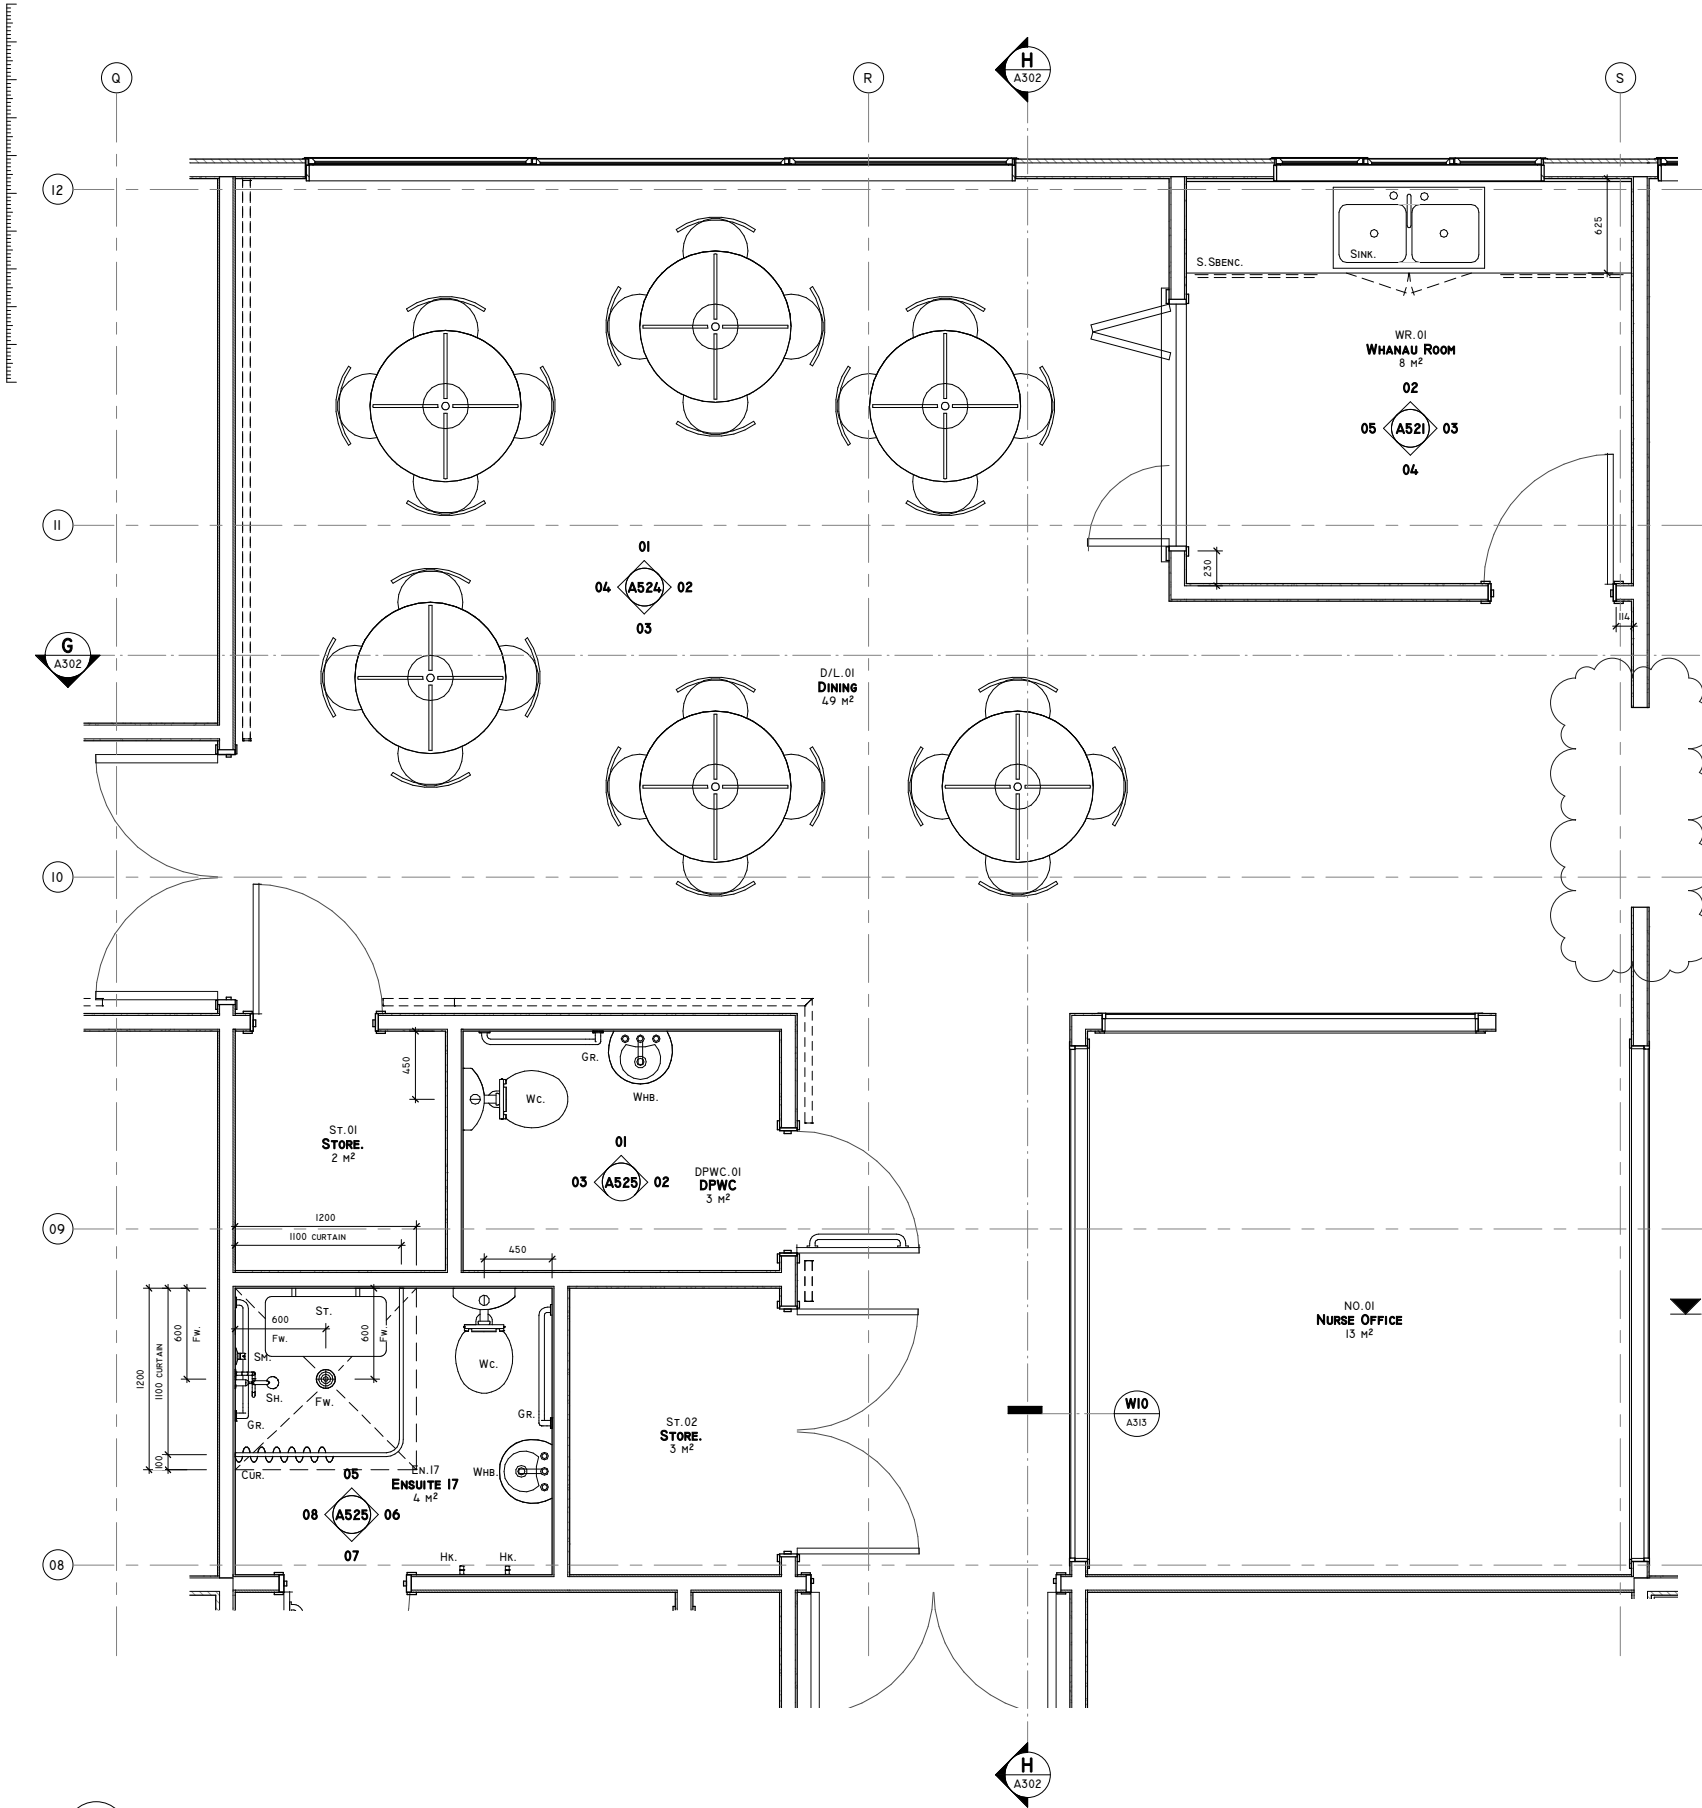 H
A302
Q
R
S
12
625
S.SBENC.
SINK.
WR.01
WHANAU ROOM
8 M²
02
05
A521
03
04
11
01
04
A524
02
03
230
114
G
A302
D/L.01
DINING
49 M²
10
450
GR.
WC.
WHB.
ST.01
STORE.
2 M²
01
03
A525
02
DPWC.01
DPWC
3 M²
09
1200
1100 CURTAIN
450
1200
1100 CURTAIN
100
600
FW.
ST.
600
FW.
600
FW.
SM.
SH.
FW.
GR.
CUR.
WC.
GR.
WHB.
EN.17
ENSUITE 17
4 M²
05
08
A525
06
07
HK.
HK.
ST.02
STORE.
3 M²
NO.01
NURSE OFFICE
13 M²
W10
A313
08
H
A302